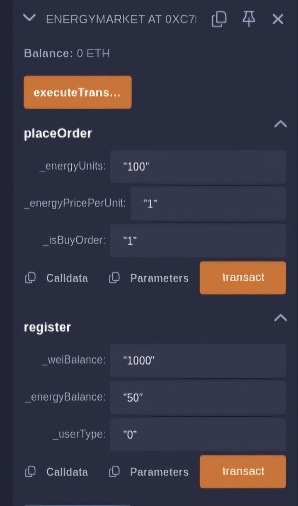 ENERGYMARKET AT 0XC7
Balance: 0 ETH
executeTrans...
placeOrder
_energyUnits: "100"
_energyPricePerUnit: "1"
_isBuyOrder: "1"
Calldata Parameters transact
register
_weiBalance: "1000"
_energyBalance: "50"
_userType: "0"
Calldata Parameters transact